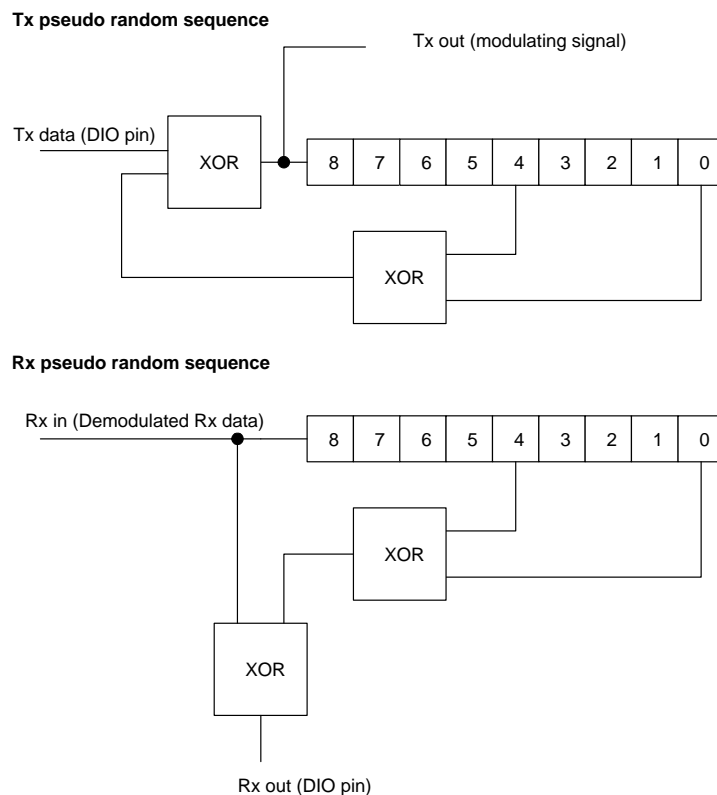 Tx pseudo random sequence
Tx out (modulating signal)
Tx data (DIO pin)
XOR
8 7 6 5 4 3 2 1 0
XOR
Rx pseudo random sequence
Rx in (Demodulated Rx data)
8 7 6 5 4 3 2 1 0
XOR
XOR
Rx out (DIO pin)